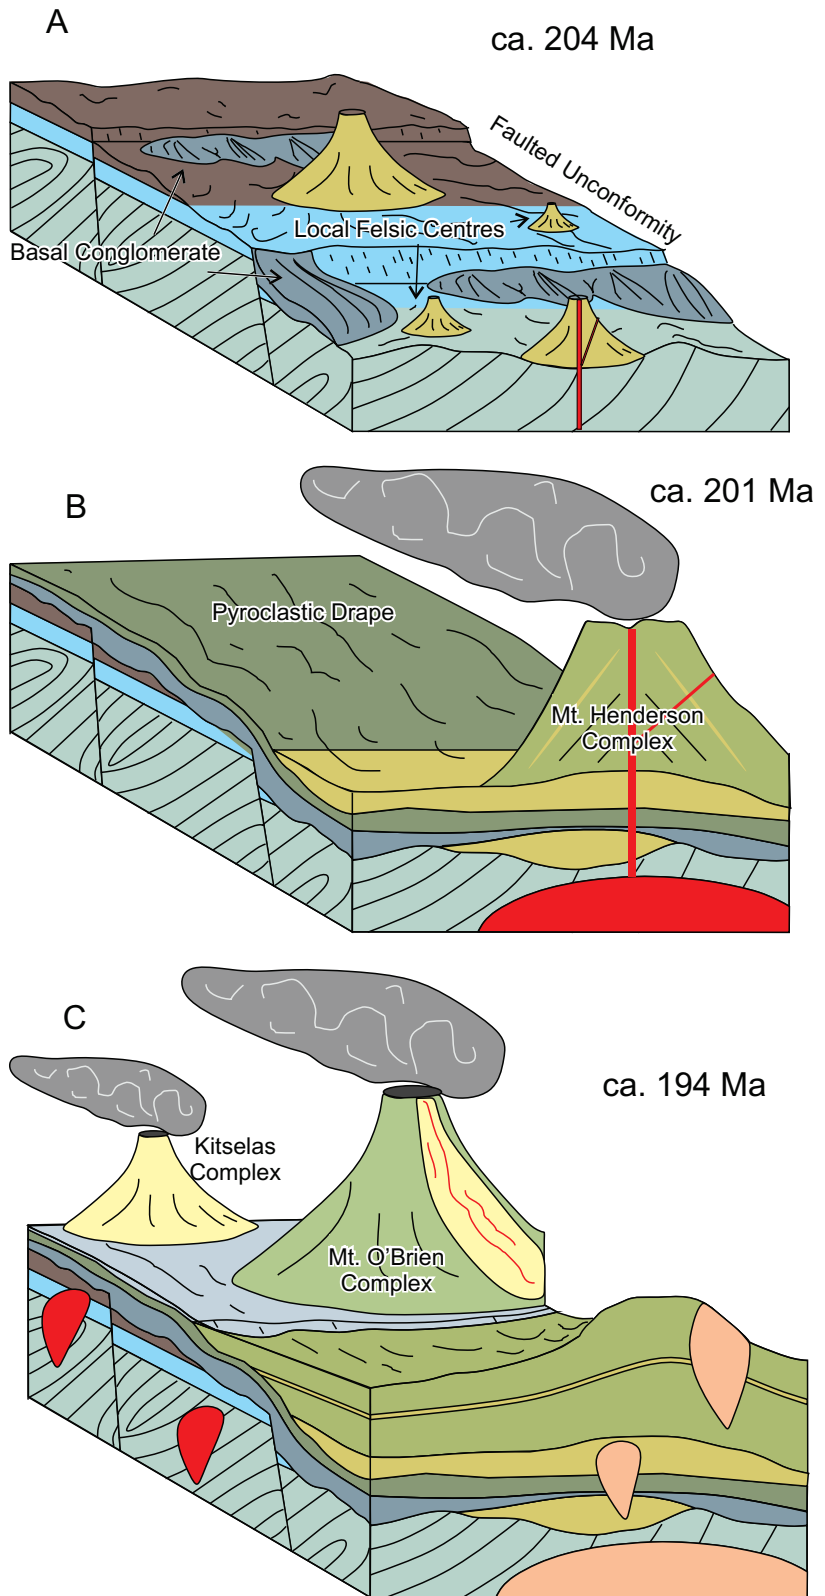 A
ca. 204 Ma
Faulted Unconformity
Local Felsic Centres
Basal Conglomerate
B
ca. 201 Ma
Pyroclastic Drape
Mt. Henderson
Complex
C
ca. 194 Ma
Kitselas
Complex
Mt. O'Brien
Complex